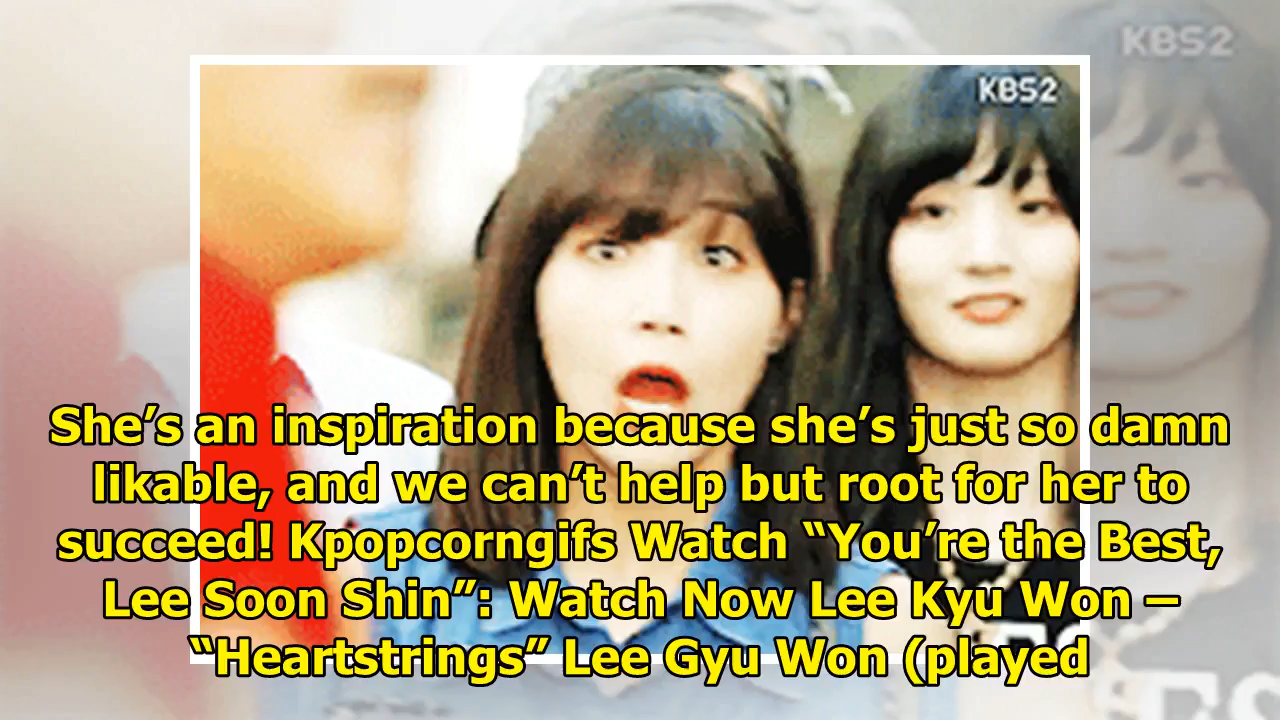 KBS2
KBS2
She’s an inspiration because she’s just so damn
likable, and we can’t help but root for her to
succeed! Kpopcorngifs Watch “You’re the Best,
Lee Soon Shin”: Watch Now Lee Kyu Won –
“Heartstrings” Lee Gyu Won (played